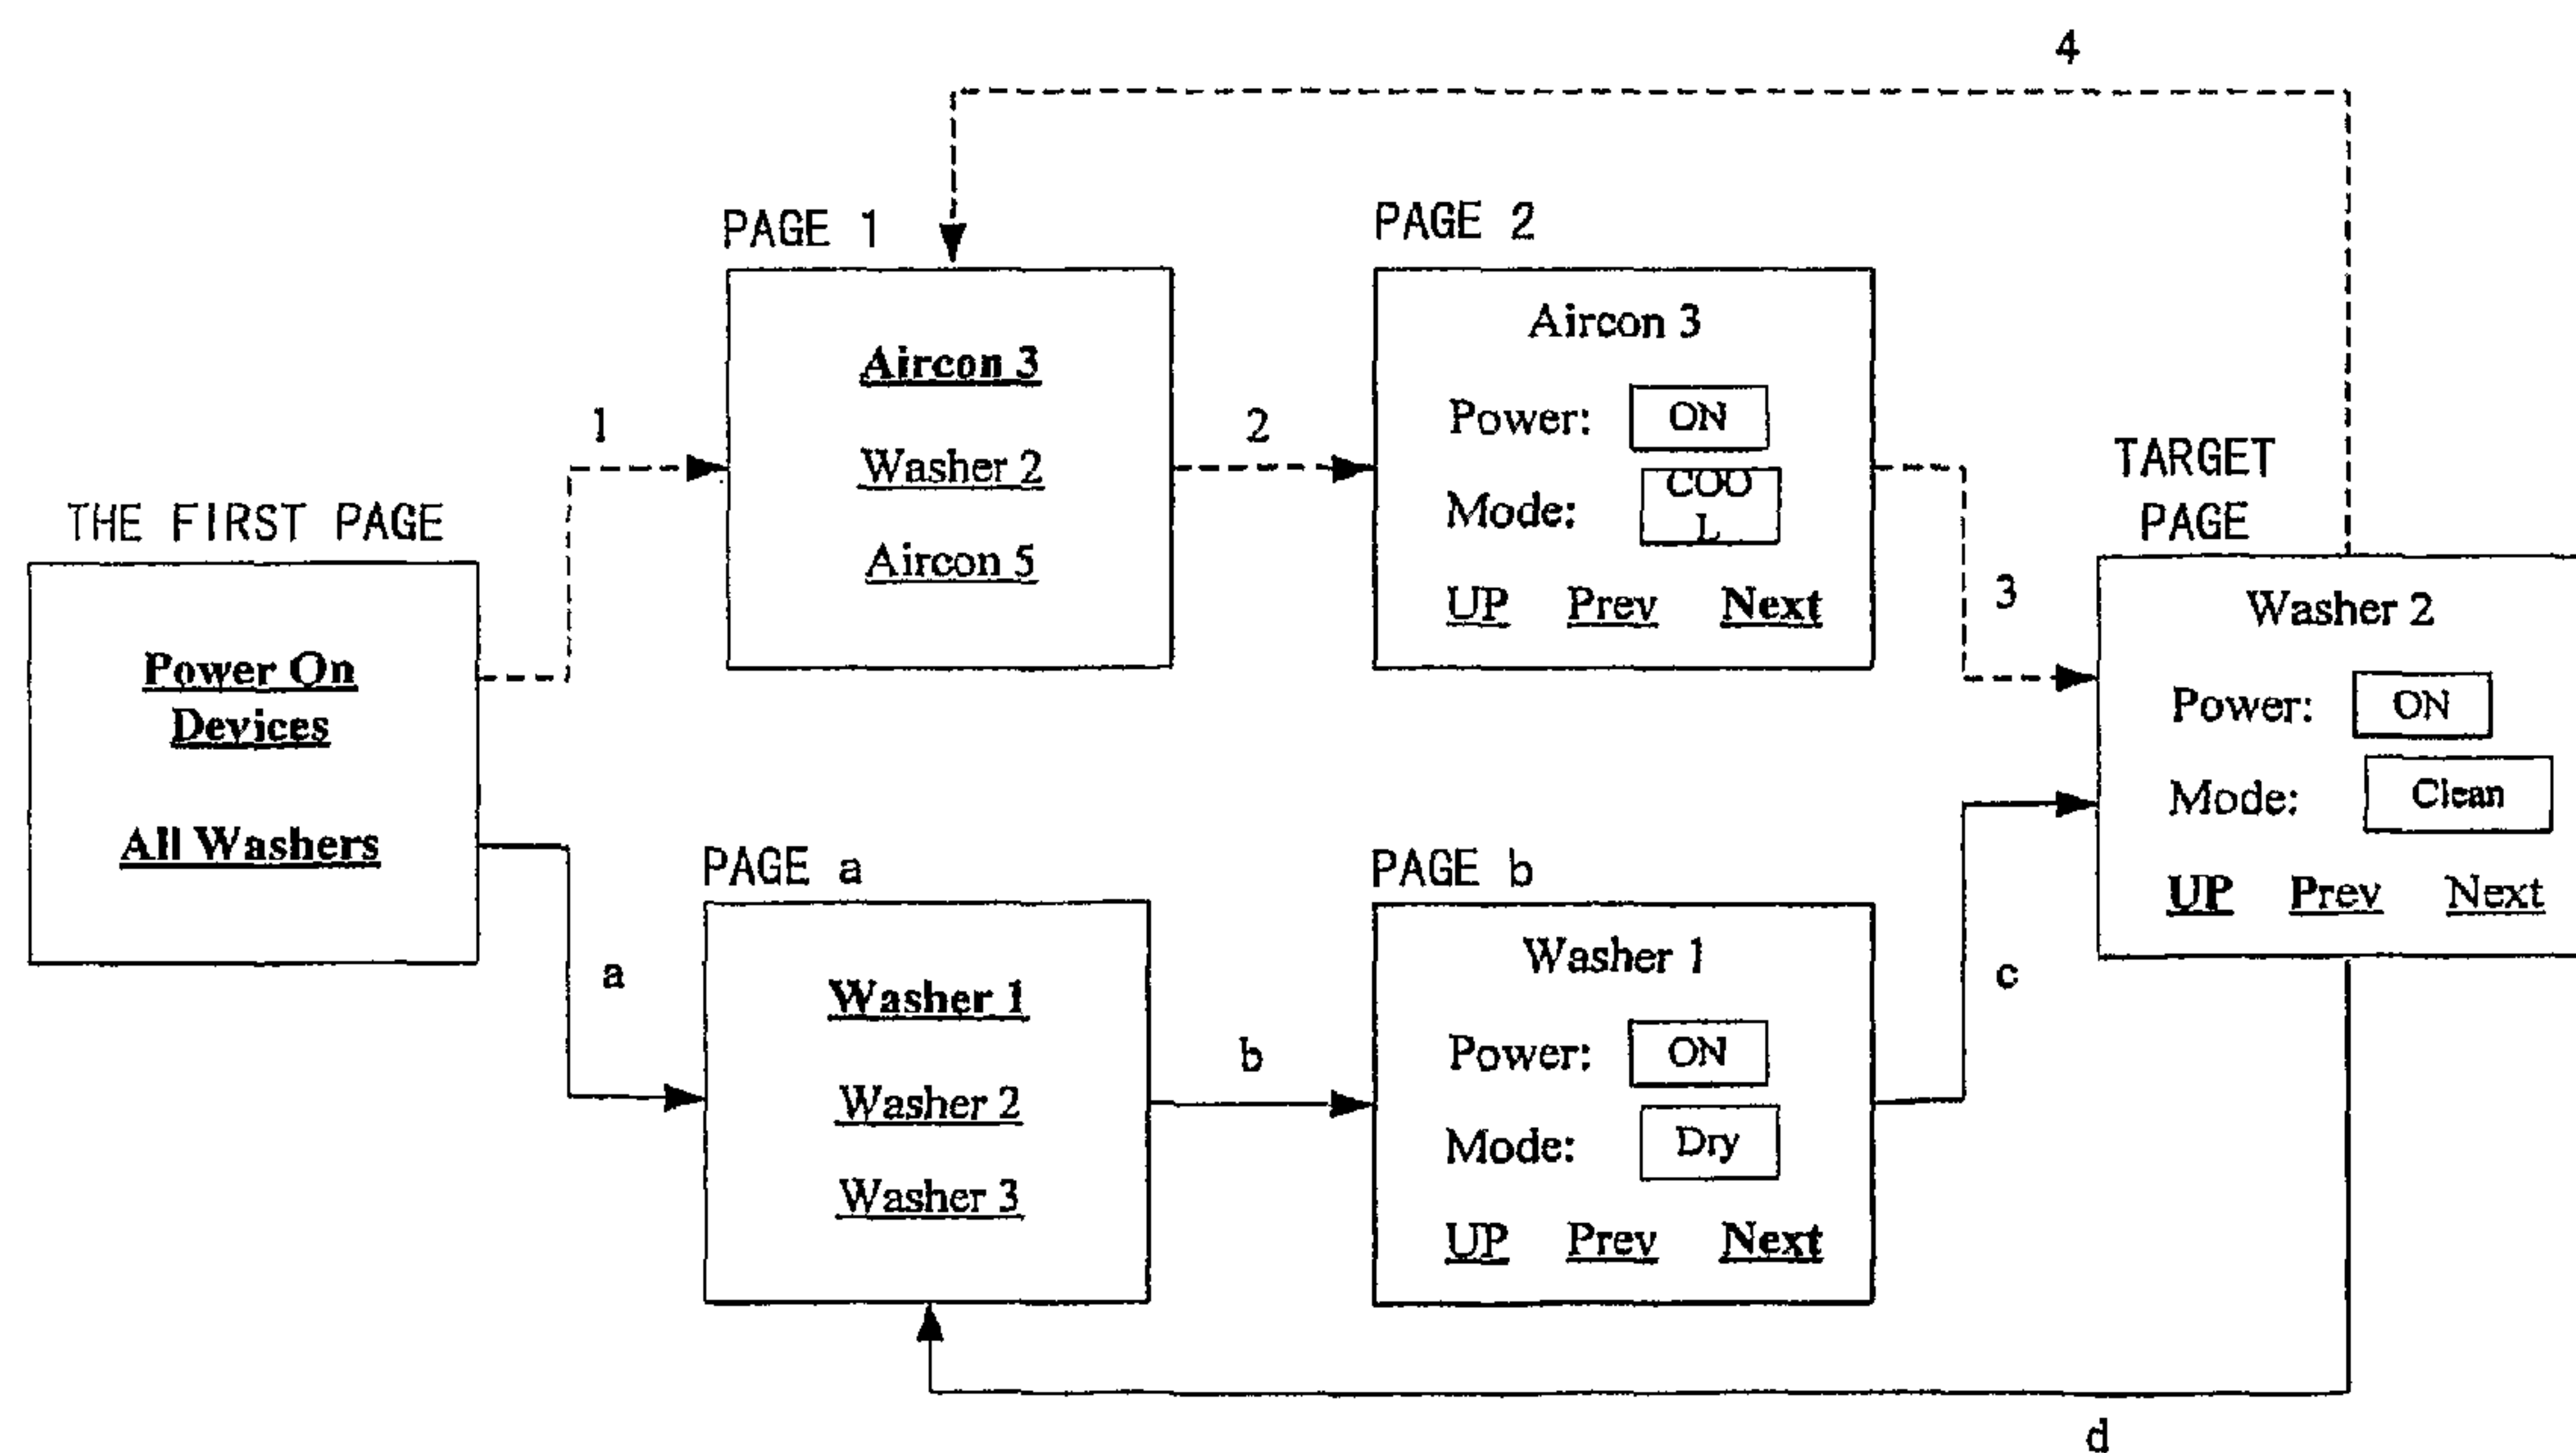 4
PAGE 1
PAGE 2
Aircon 3
Washer 2
Aircon 5
1
2
Aircon 3
Power: ON
Mode: COO
L
UP Prev Next
3
TARGET
PAGE
THE FIRST PAGE
Power On
Devices
All Washers
Washer 2
Power: ON
Mode: Clean
UP Prev Next
a
PAGE a
Washer 1
Washer 2
Washer 3
b
PAGE b
Washer 1
Power: ON
Mode: Dry
UP Prev Next
c
d